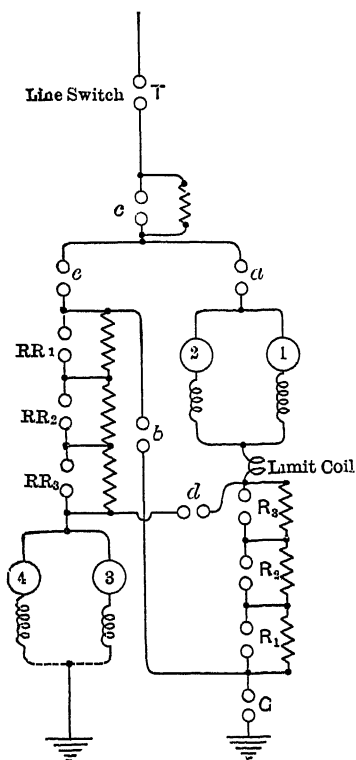 Line Switch T
c
c a
2 1
RR1
RR2 b
RR3 Limit Coil
d R3
4 3 R2
R1
G